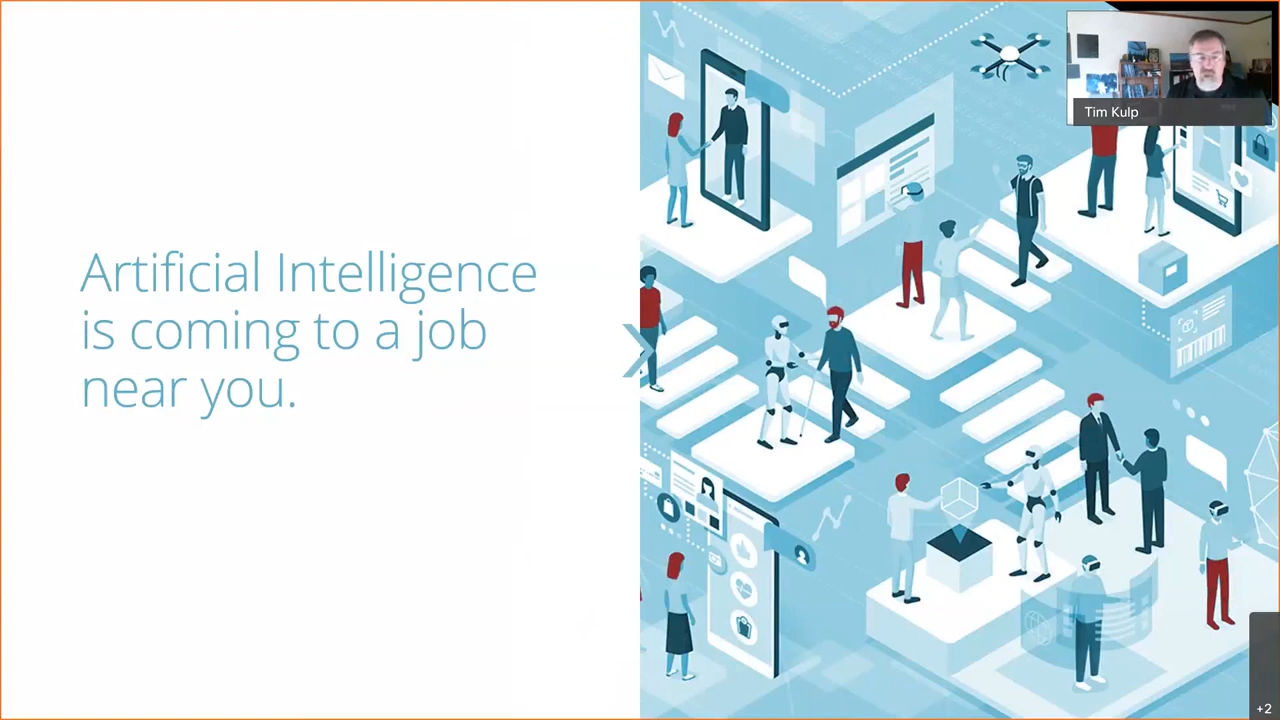 Artificial Intelligence
is coming to a job
near you.
Tim Kulp
+2